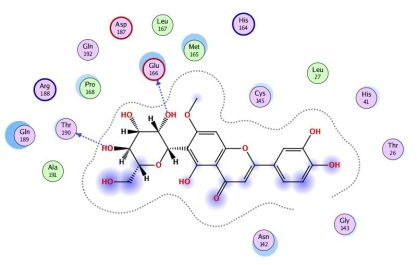 Asp
187
Leu
167
His
164
Gln
192
Met
165
Glu
166
Leu
27
Arg
188
Pro
168
Cys
145
His
41
Thr
190
Gln
189
Ala
191
Thr
26
Gly
143
Asn
142
HO
H
OH
O
H
HO
HO
H
O
H
OH
O
O
OH
OH